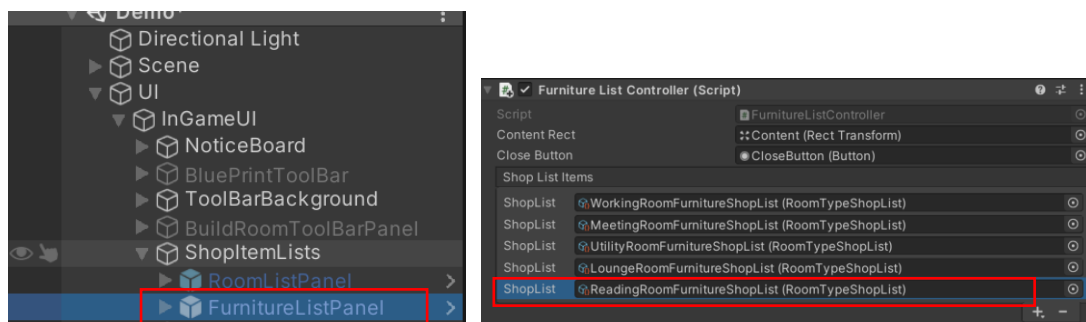 Demo*
Directional Light
Scene
UI
InGameUI
NoticeBoard
BluePrintToolBar
ToolBarBackground
BuildRoomToolBarPanel
ShopItemLists
RoomListPanel
FurnitureListPanel
Furniture List Controller (Script)
Script FurnitureListController
Content Rect Content (Rect Transform)
Close Button CloseButton (Button)
Shop List Items
ShopList WorkingRoomFurnitureShopList (RoomTypeShopList)
ShopList MeetingRoomFurnitureShopList (RoomTypeShopList)
ShopList UtilityRoomFurnitureShopList (RoomTypeShopList)
ShopList LoungeRoomFurnitureShopList (RoomTypeShopList)
ShopList ReadingRoomFurnitureShopList (RoomTypeShopList)